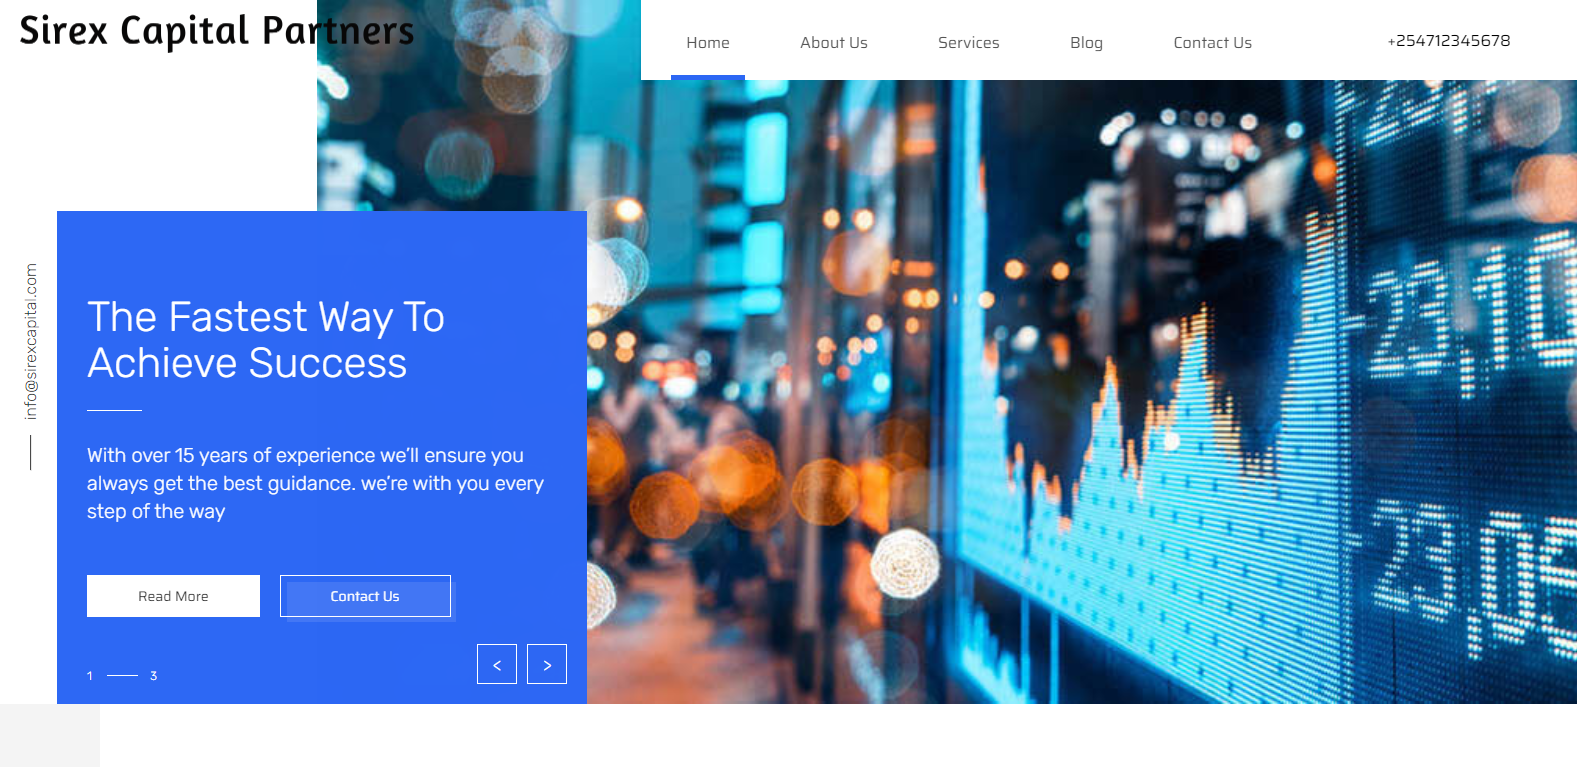 Sirex Capital Partners
Home
About Us
Services
Blog
Contact Us
+254712345678
info@sirexcapital.com
The Fastest Way To
Achieve Success
With over 15 years of experience we'll ensure you
always get the best guidance. we're with you every
step of the way
Read More
Contact Us
1
3
<
>
23,10
23,05